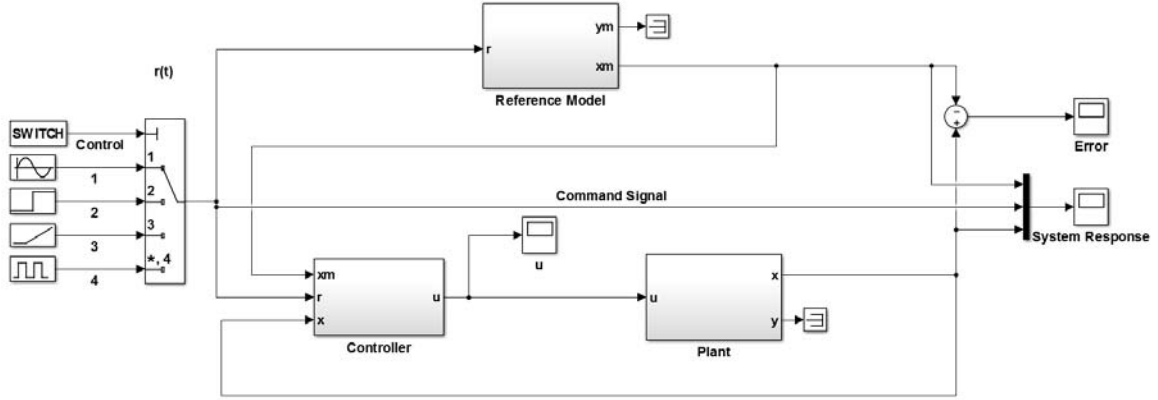 ym
r
xm
Reference Model
r(t)
SWITCH
Control
1
1
2
2
3
3
*, 4
4
−
+
Error
Command Signal
System Response
u
xm
r
x
u
Controller
u
x
y
Plant